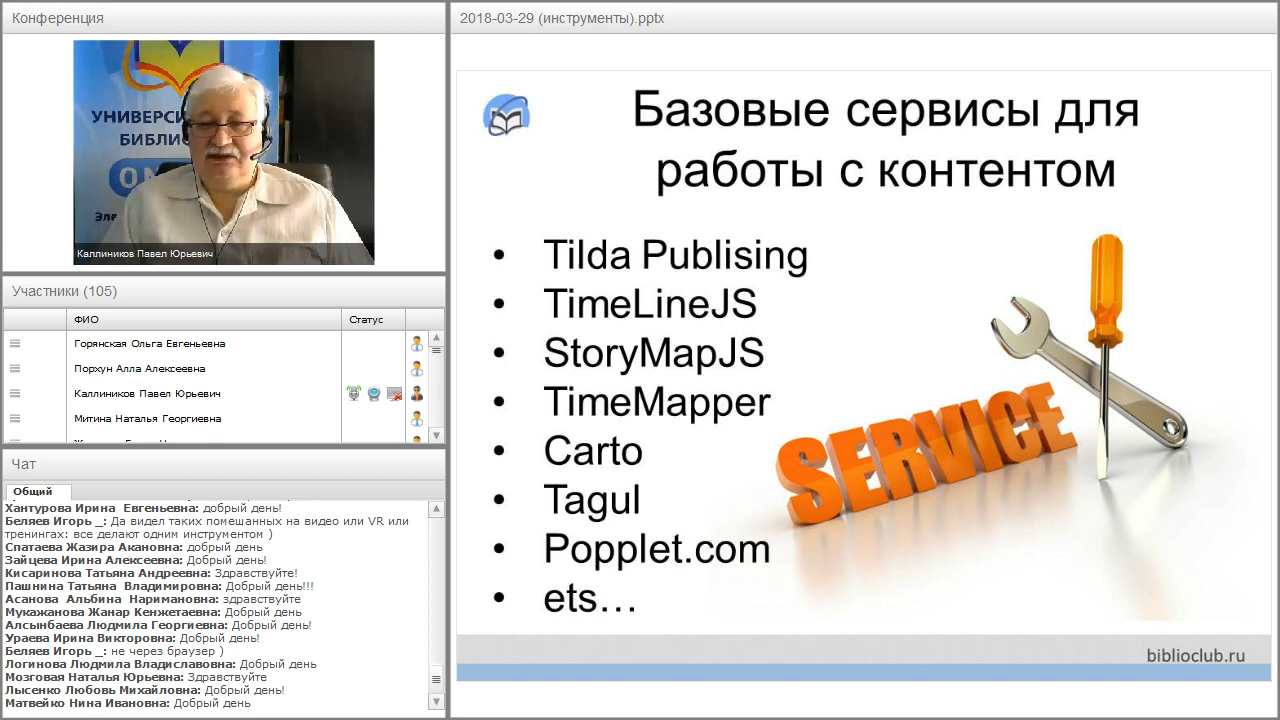 Конференция
УНИВЕРСИ
БИБЛИО
Каллиников Павел Юрьевич
Участники (105)
ФИО Статус
Горянская Ольга Евгеньевна
Порхун Алла Алексеевна
Каллиников Павел Юрьевич
Митина Наталья Георгиевна
Чат
Общий
Хантурова Ирина Евгеньевна: добрый день!
Беляев Игорь _: Да видел таких помешанных на видео или VR или
тренингах: все делают одним инструментом )
Спатаева Жазира Акановна: добрый день
Зайцева Ирина Алексеевна: Добрый день!
Кисаринова Татьяна Андреевна: Здравствуйте!
Пашнина Татьяна Владимировна: Добрый день!!!
Асанова Альбина Наримановна: здравствуйте
Мукажанова Жанар Кенжетаевна: Добрый день
Алсынбаева Людмила Георгиевна: Добрый день!
Ураева Ирина Викторовна: Добрый день!
Беляев Игорь _: не через браузер )
Логинова Людмила Владиславовна: Добрый день
Мозговая Наталья Юрьевна: Здравствуйте
Лысенко Любовь Михайловна: Добрый день!
Матвейко Нина Ивановна: Добрый день
2018-03-29 (инструменты).pptx
Базовые сервисы для
работы с контентом
• Tilda Publising
• TimeLineJS
• StoryMapJS
• TimeMapper
• Carto
• Tagul
• Popplet.com
• ets…
SERVICE
biblioclub.ru